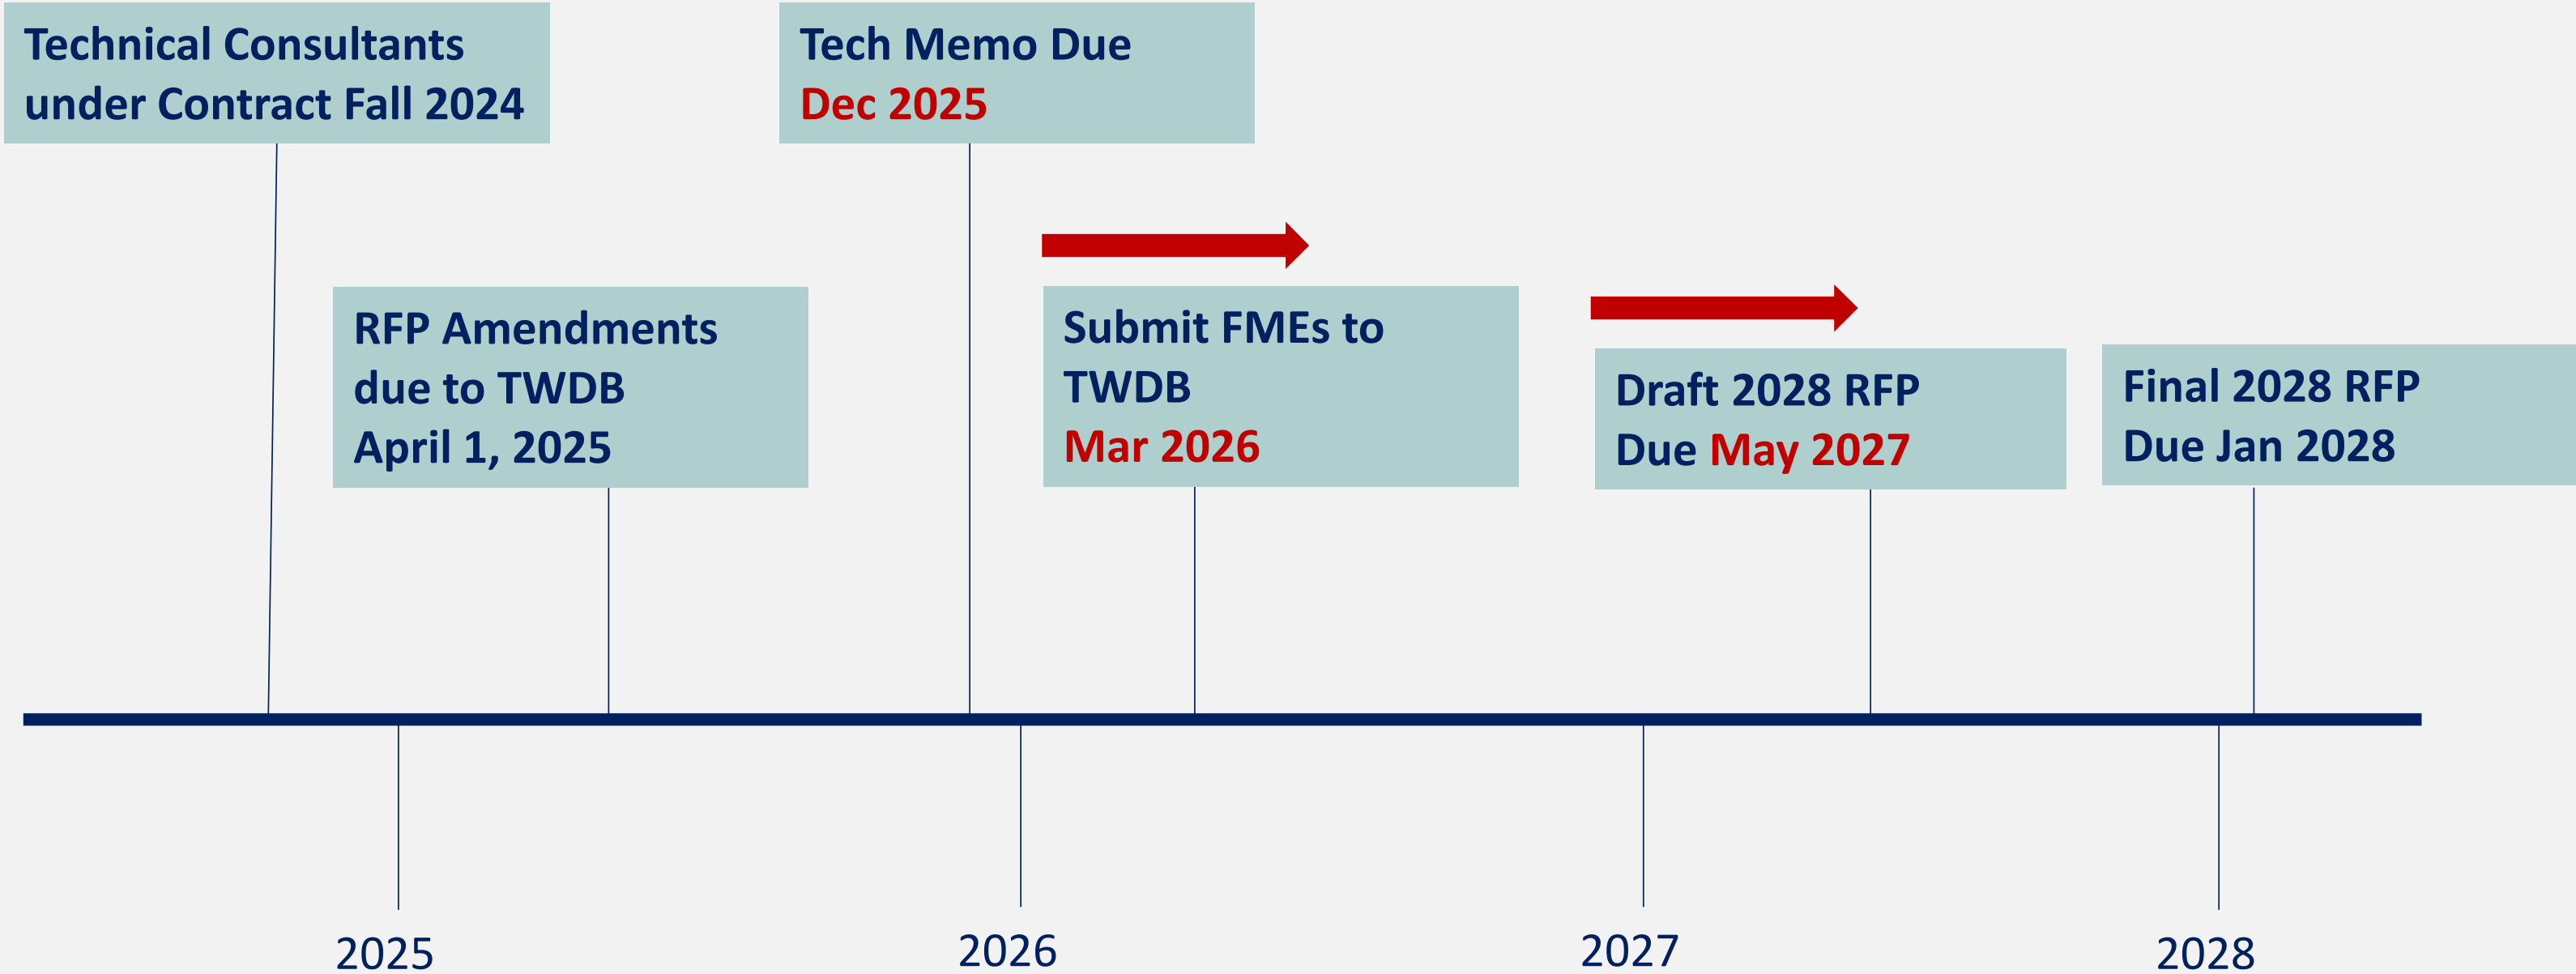 Technical Consultants
under Contract Fall 2024
Tech Memo Due
Dec 2025
RFP Amendments
due to TWDB
April 1, 2025
Submit FMEs to
TWDB
Mar 2026
Draft 2028 RFP
Due May 2027
Final 2028 RFP
Due Jan 2028
2025
2026
2027
2028